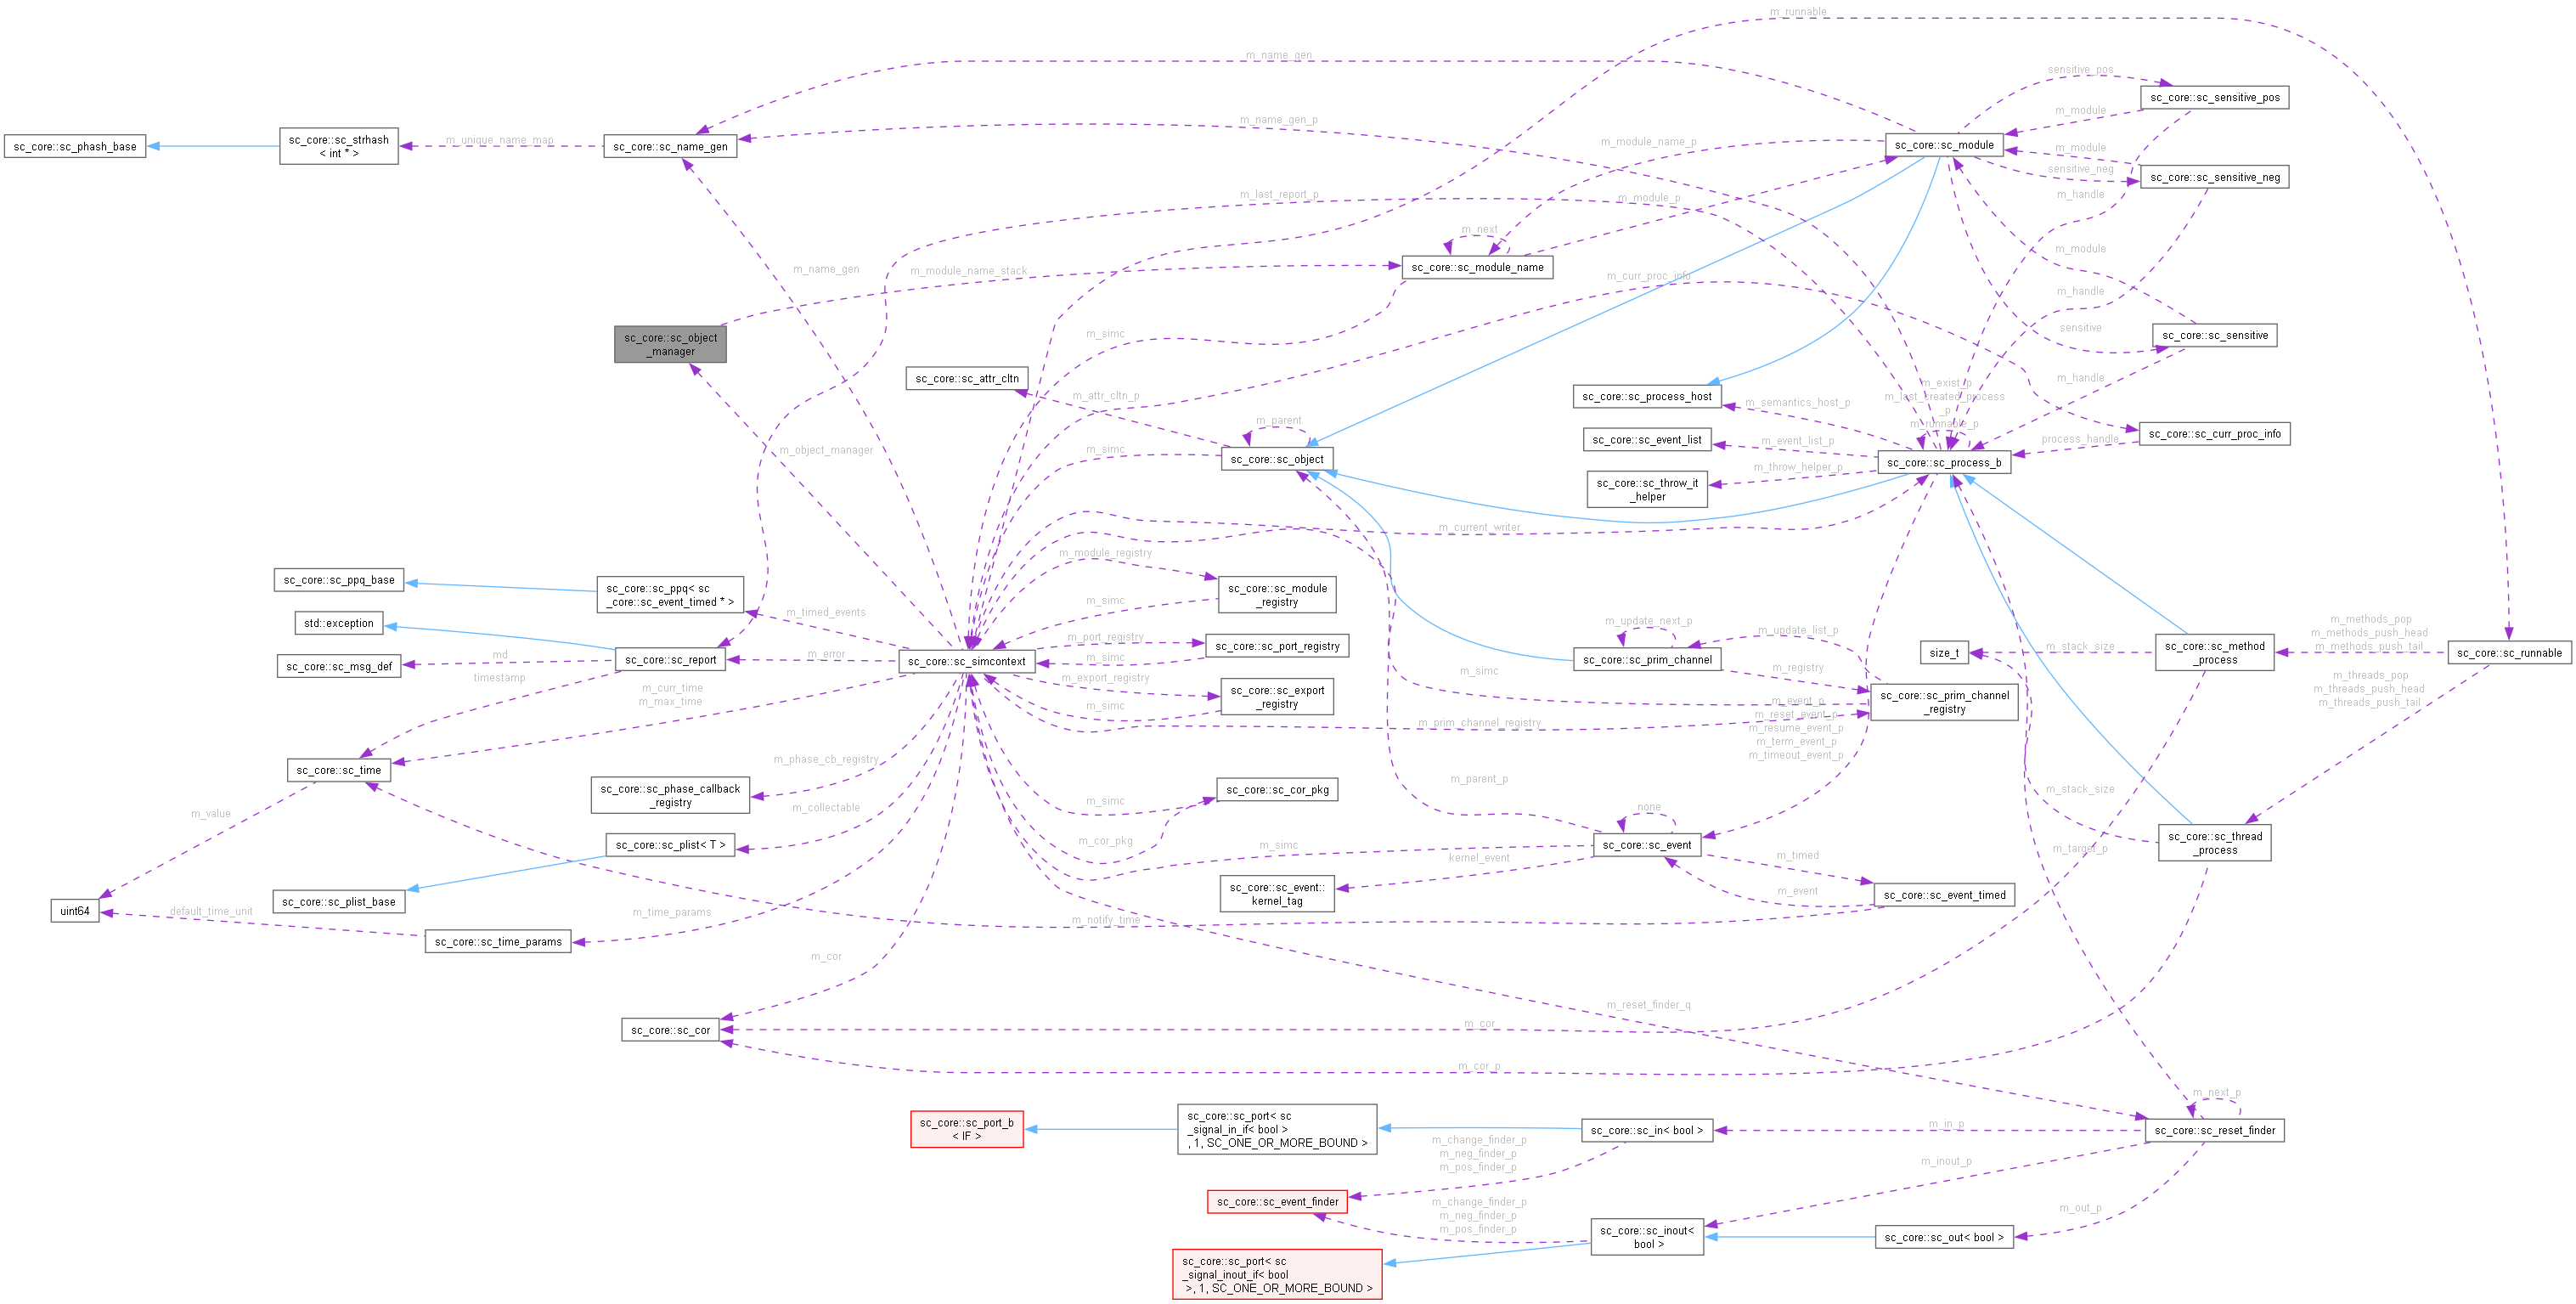 m_runnable
m_name_gen
sensitive_pos
sc_core::sc_sensitive_pos
m_module
m_name_gen_p
sc_core::sc_phash_base
sc_core::sc_strhash
< int * >
m_unique_name_map
sc_core::sc_name_gen
m_module_name_p
sc_core::sc_module
m_module
sensitive_neg
sc_core::sc_sensitive_neg
m_last_report_p
m_module_p
m_handle
m_next
m_module
m_name_gen
m_module_name_stack
sc_core::sc_module_name
m_curr_proc_info
m_handle
sc_core::sc_object
_manager
m_simc
sensitive
sc_core::sc_sensitive
sc_core::sc_attr_cltn
m_attr_cltn_p
sc_core::sc_process_host
m_semantics_host_p
m_exist_p
m_last_created_process
_p
m_runnable_p
m_handle
m_parent
m_object_manager
m_simc
sc_core::sc_object
sc_core::sc_event_list
m_event_list_p
process_handle
sc_core::sc_curr_proc_info
sc_core::sc_throw_it
_helper
m_throw_helper_p
sc_core::sc_process_b
m_current_writer
m_module_registry
sc_core::sc_ppq_base
sc_core::sc_ppq< sc
_core::sc_event_timed * >
m_timed_events
m_simc
sc_core::sc_module
_registry
std::exception
m_update_next_p
m_update_list_p
m_methods_pop
m_methods_push_head
m_methods_push_tail
m_port_registry
sc_core::sc_port_registry
m_simc
sc_core::sc_msg_def
md
sc_core::sc_report
m_error
sc_core::sc_simcontext
sc_core::sc_prim_channel
m_registry
size_t
m_stack_size
sc_core::sc_method
_process
sc_core::sc_runnable
timestamp
m_curr_time
m_max_time
m_export_registry
sc_core::sc_export
_registry
m_simc
m_simc
sc_core::sc_prim_channel
_registry
m_threads_pop
m_threads_push_head
m_threads_push_tail
m_prim_channel_registry
m_event_p
m_reset_event_p
m_resume_event_p
m_term_event_p
m_timeout_event_p
sc_core::sc_time
m_phase_cb_registry
sc_core::sc_phase_callback
_registry
m_parent_p
sc_core::sc_cor_pkg
m_simc
m_stack_size
m_value
m_collectable
none
m_cor_pkg
m_simc
sc_core::sc_plist< T >
sc_core::sc_event
kernel_event
m_timed
m_target_p
sc_core::sc_thread
_process
sc_core::sc_plist_base
sc_core::sc_event::
kernel_tag
m_event
sc_core::sc_event_timed
uint64
default_time_unit
m_time_params
m_notify_time
sc_core::sc_time_params
m_cor
m_reset_finder_q
sc_core::sc_cor
m_cor
m_cor_p
m_next_p
sc_core::sc_port_b
< IF >
sc_core::sc_port< sc
_signal_in_if< bool >
, 1, SC_ONE_OR_MORE_BOUND >
sc_core::sc_in< bool >
m_in_p
sc_core::sc_reset_finder
m_change_finder_p
m_neg_finder_p
m_pos_finder_p
m_inout_p
sc_core::sc_event_finder
m_change_finder_p
m_neg_finder_p
m_pos_finder_p
m_out_p
sc_core::sc_inout<
bool >
sc_core::sc_out< bool >
sc_core::sc_port< sc
_signal_inout_if< bool
>, 1, SC_ONE_OR_MORE_BOUND >